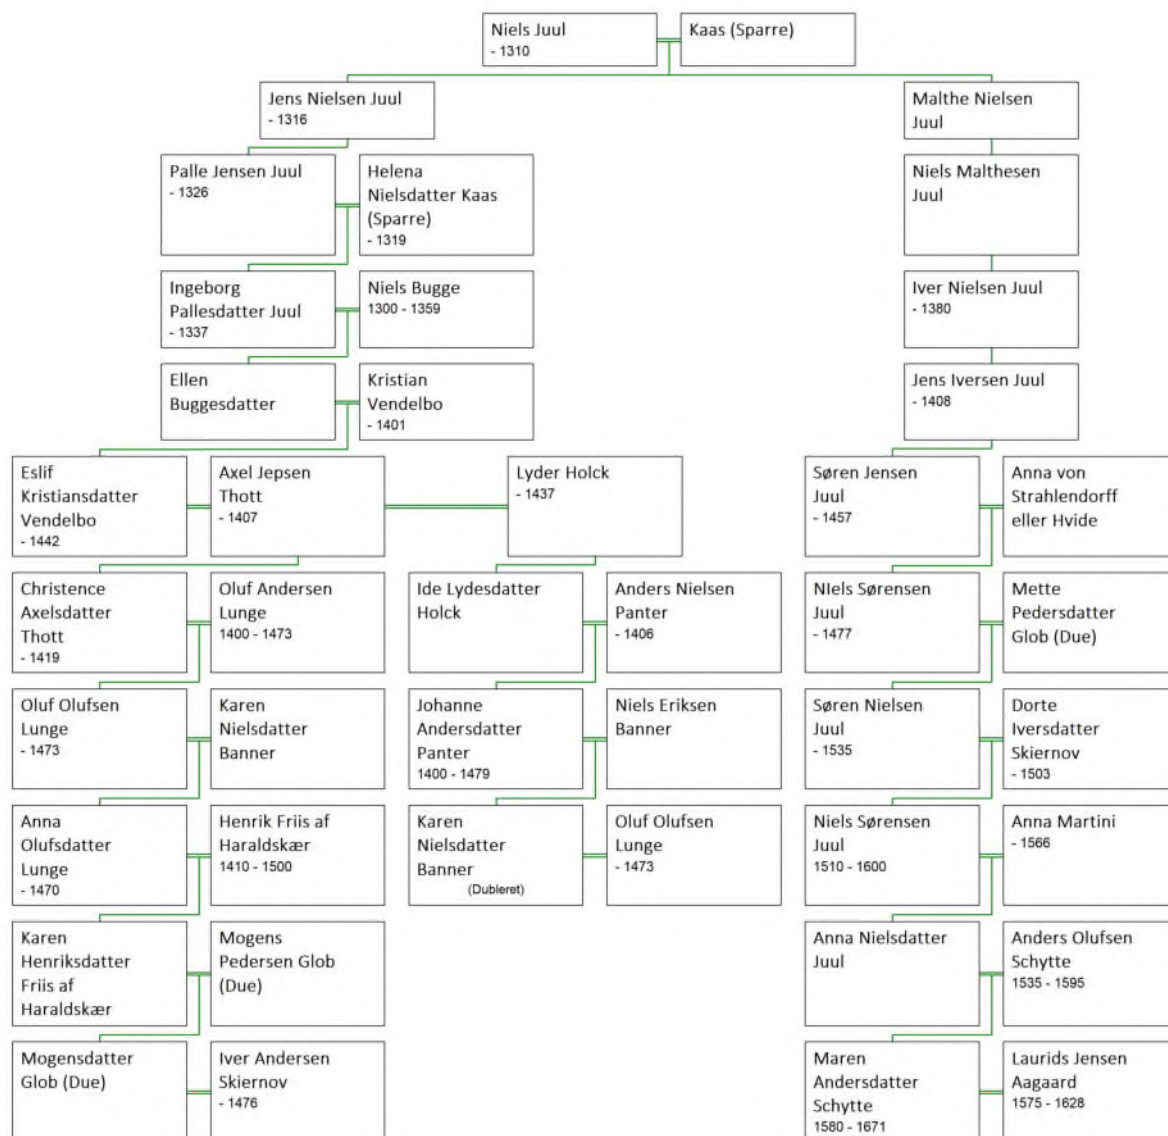 Niels Juul
- 1310
Kaas (Sparre)
Jens Nielsen Juul
- 1316
Malthe Nielsen
Juul
Palle Jensen Juul
- 1326
Helena
Nielsdatter Kaas
(Sparre)
- 1319
Niels Malthesen
Juul
Ingeborg
Pallesdatter Juul
- 1337
Niels Bugge
1300 - 1359
Iver Nielsen Juul
- 1380
Ellen
Buggesdatter
Kristian
Vendelbo
- 1401
Jens Iversen Juul
- 1408
Eslif
Kristiansdatter
Vendelbo
- 1442
Axel Jepsen
Thott
- 1407
Lyder Holck
- 1437
Søren Jensen
Juul
- 1457
Anna von
Strahlendorff
eller Hvide
Christence
Axelsdatter
Thott
- 1419
Oluf Andersen
Lunge
1400 - 1473
Ide Lydesdatter
Holck
Anders Nielsen
Panter
- 1406
NIels Sørensen
Juul
- 1477
Mette
Pedersdatter
Glob (Due)
Oluf Olufsen
Lunge
- 1473
Karen
Nielsdatter
Banner
Johanne
Andersdatter
Panter
1400 - 1479
Niels Eriksen
Banner
Søren Nielsen
Juul
- 1535
Dorte
Iversdatter
Skiernov
- 1503
Anna
Olufsdatter
Lunge
- 1470
Henrik Friis af
Haraldskær
1410 - 1500
Karen
Nielsdatter
Banner
(Dubleret)
Oluf Olufsen
Lunge
- 1473
Niels Sørensen
Juul
1510 - 1600
Anna Martini
- 1566
Karen
Henriksdatter
Friis af
Haraldskær
Mogens
Pedersen Glob
(Due)
Anna Nielsdatter
Juul
Anders Olufsen
Schytte
1535 - 1595
Mogensdatter
Glob (Due)
Iver Andersen
Skiernov
- 1476
Maren
Andersdatter
Schytte
1580 - 1671
Laurids Jensen
Aagaard
1575 - 1628